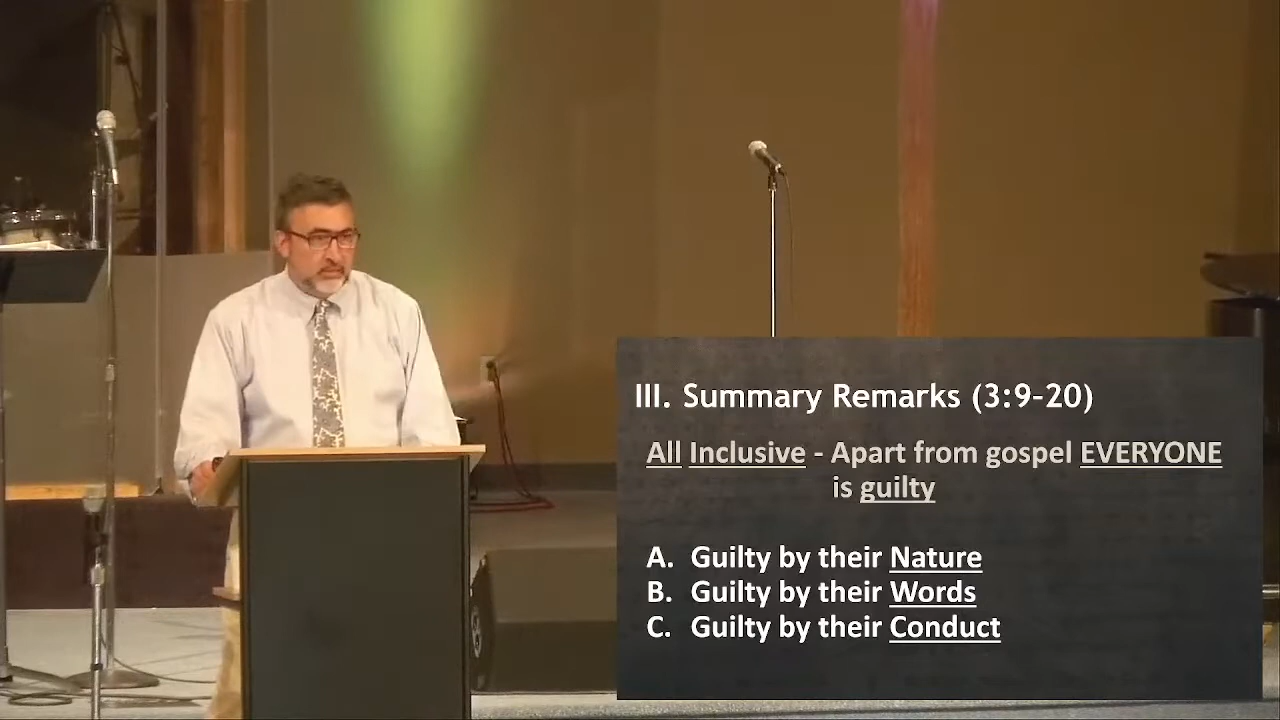 III. Summary Remarks (3:9-20)
All Inclusive - Apart from gospel EVERYONE
is guilty
A. Guilty by their Nature
B. Guilty by their Words
C. Guilty by their Conduct